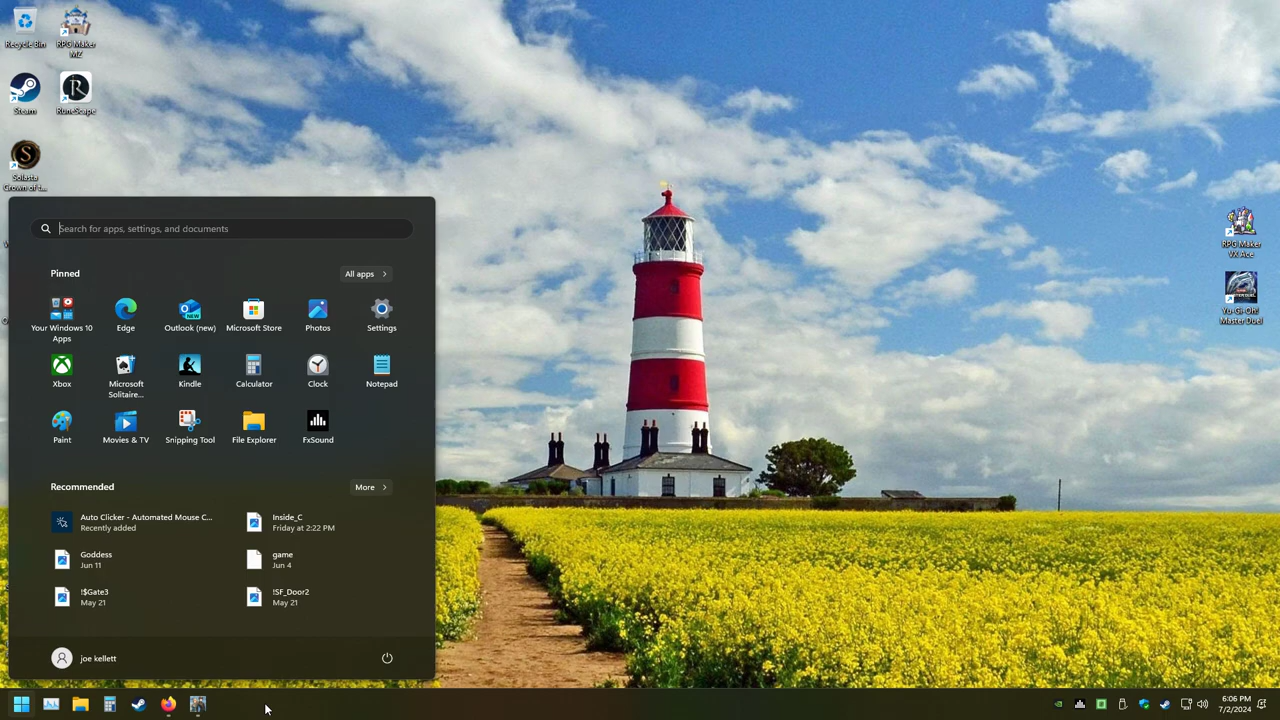 Recycle Bin
RPG Maker
MZ
Steam
RuneScape
Solasta
Crown of t...
Search for apps, settings, and documents
Pinned
All apps
Your Windows 10
Apps
Edge
Outlook (new)
Microsoft Store
Photos
Settings
Xbox
Microsoft
Solitaire...
Kindle
Calculator
Clock
Notepad
Paint
Movies & TV
Snipping Tool
File Explorer
FxSound
Recommended
More
Auto Clicker - Automated Mouse C...
Recently added
Inside_C
Friday at 2:22 PM
Goddess
Jun 11
game
Jun 4
!$Gate3
May 21
!SF_Door2
May 21
joe kellett
RPG Maker
VX Ace
Yu-Gi-Oh!
Master Duel
6:06 PM
7/2/2024